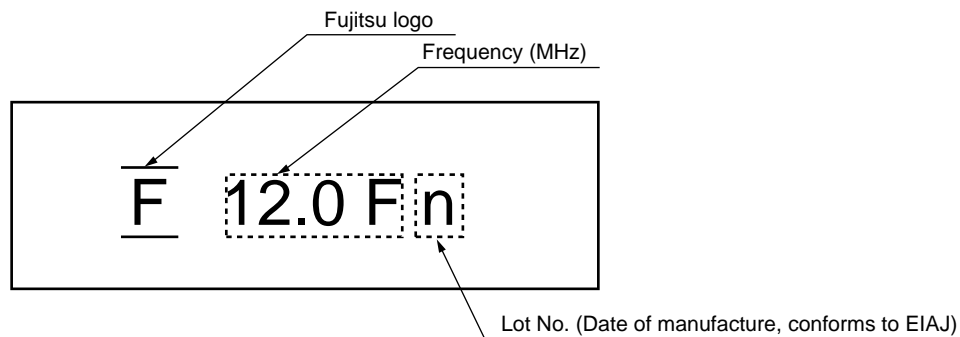 Fujitsu logo
Frequency (MHz)
F 12.0 F n
Lot No. (Date of manufacture, conforms to EIAJ)